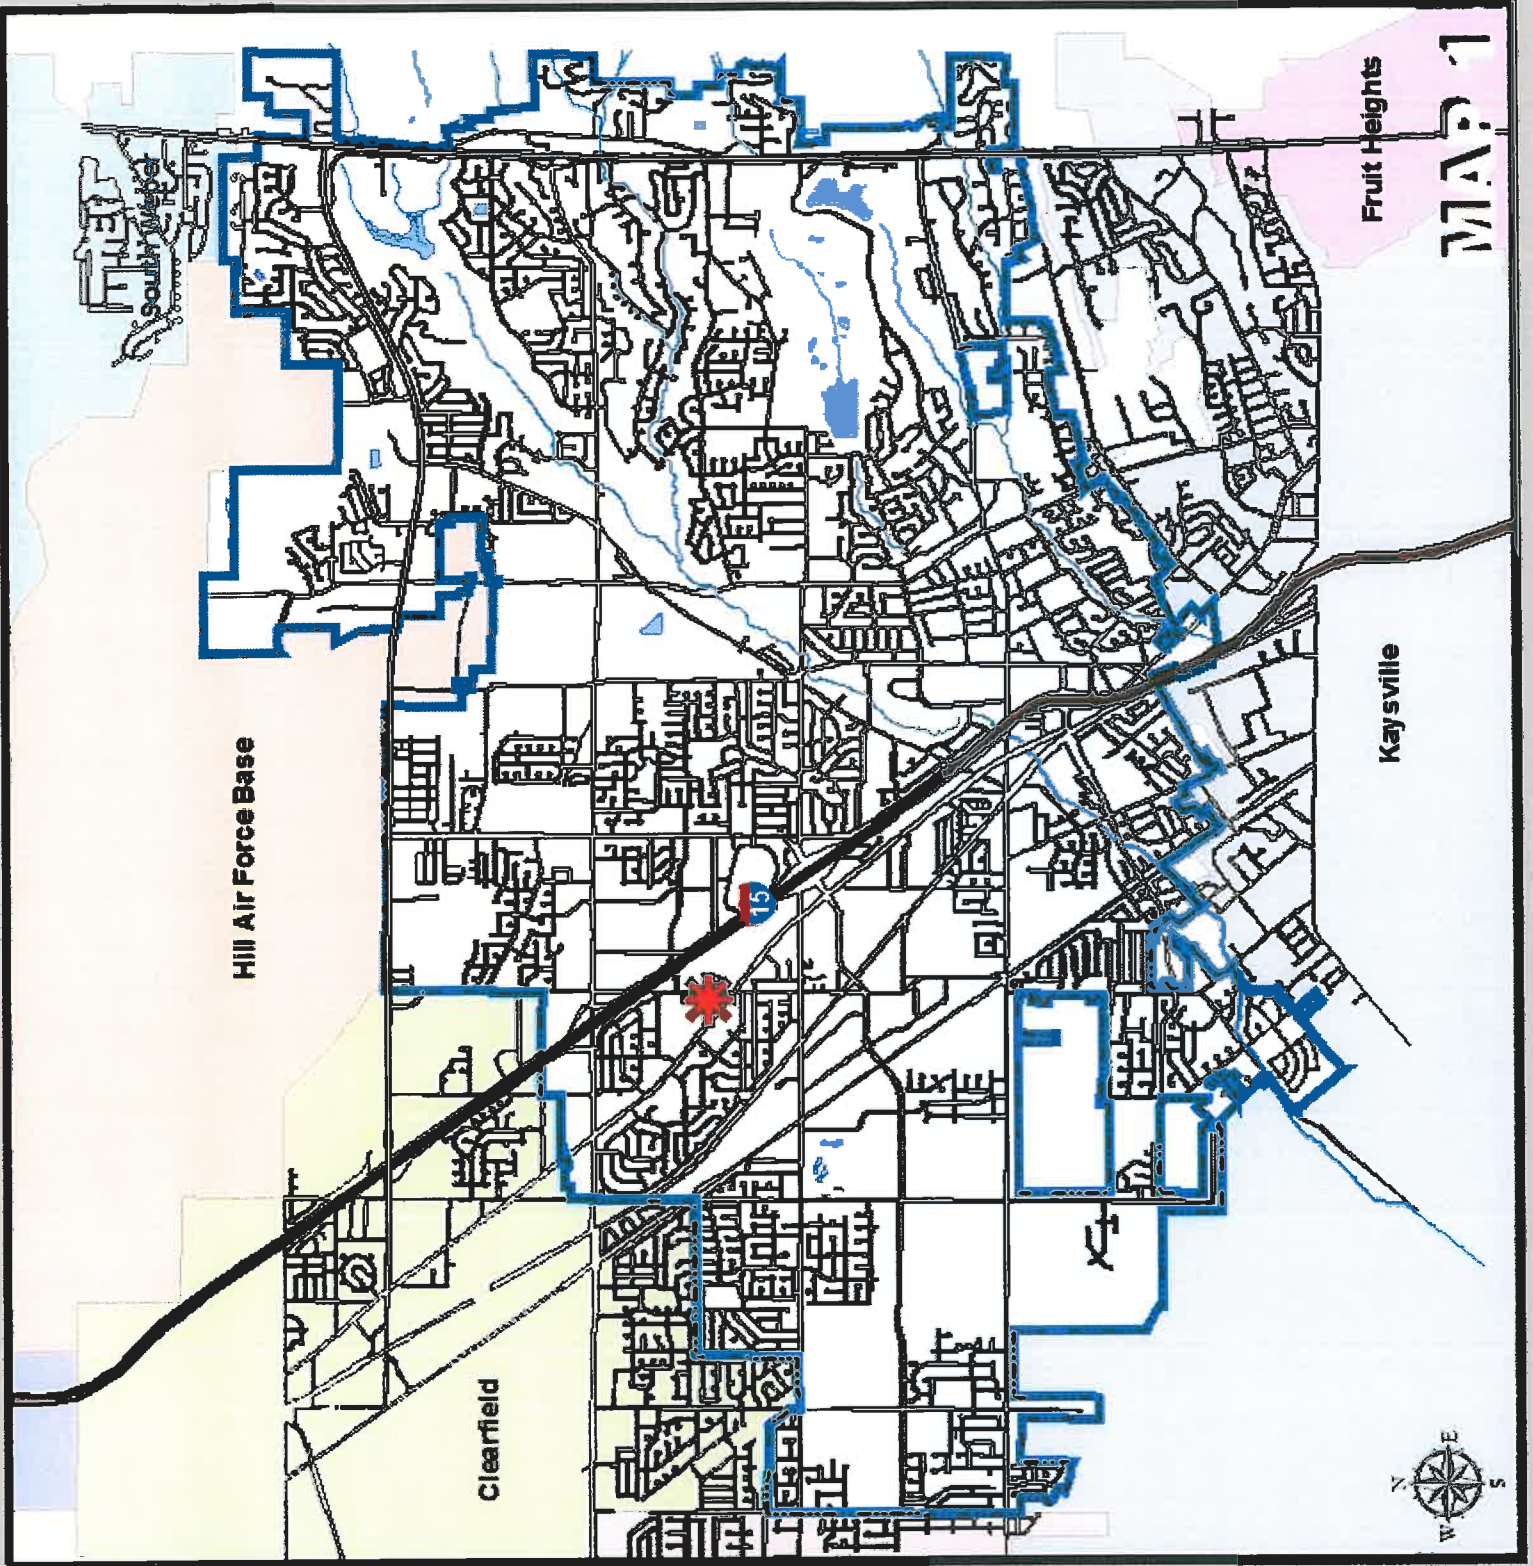 South Weber
Hill Air Force Base
Clearfield
15
Kaysville
Fruit Heights
MAP 1
N
W E
S